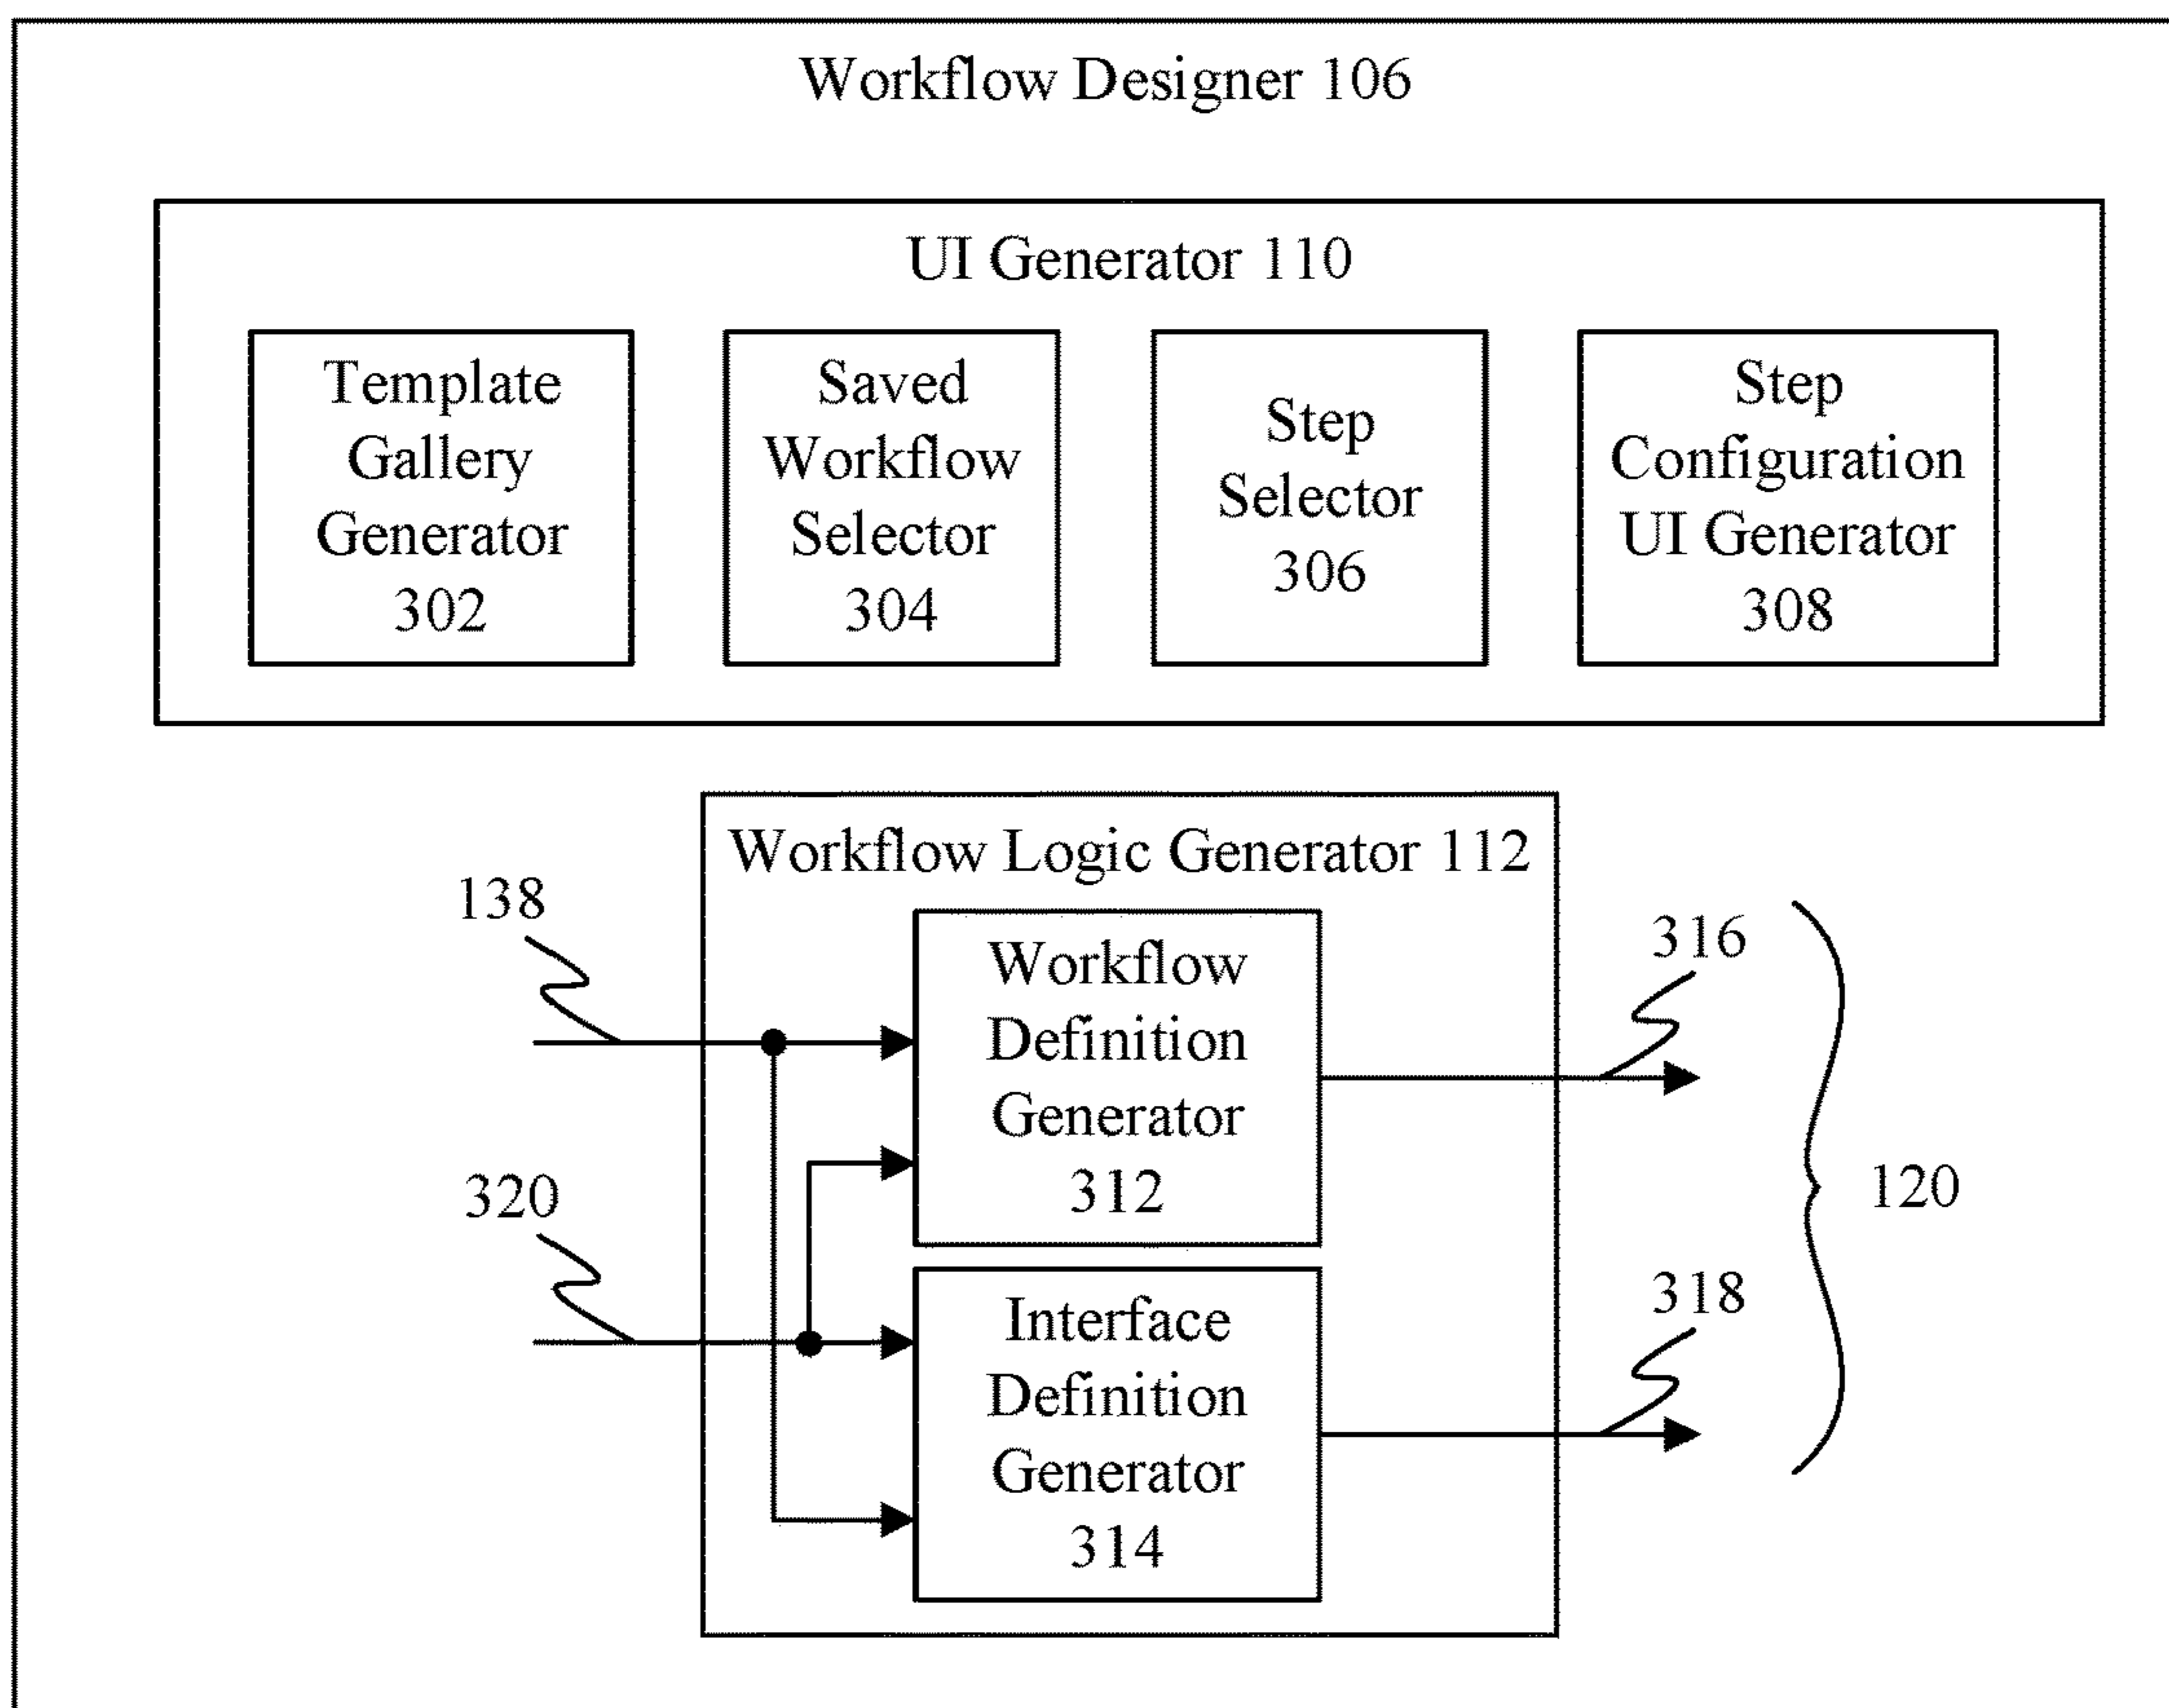 Workflow Designer 106
UI Generator 110
Template
Gallery
Generator
302
Saved
Workflow
Selector
304
Step
Selector
306
Step
Configuration
UI Generator
308
Workflow Logic Generator 112
138
320
Workflow
Definition
Generator
312
Interface
Definition
Generator
314
316
318
120